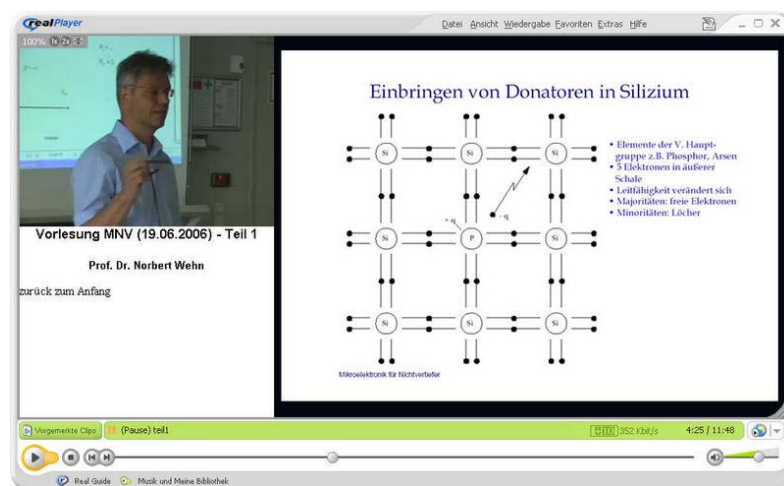 realPlayer
Datei Ansicht Wiedergabe Favoriten Extras Hilfe
100% 1x 2x
Vorlesung MNV (19.06.2006) - Teil 1
Prof. Dr. Norbert Wehn
zurück zum Anfang
Einbringen von Donatoren in Silizium
Si Si Si
- q
+ q
Si P Si
Si Si Si
• Elemente der V. Haupt-
gruppe z.B. Phosphor, Arsen
• 5 Elektronen in äußerer
Schale
• Leitfähigkeit verändert sich
• Majoritäten: freie Elektronen
• Minoritäten: Löcher
Mikroelektronik für Nichtvertiefer
Vorgemerkte Clips
(Pause) teil1
352 Kbit/s
4:25 / 11:48
Real Guide
Musik und Meine Bibliothek